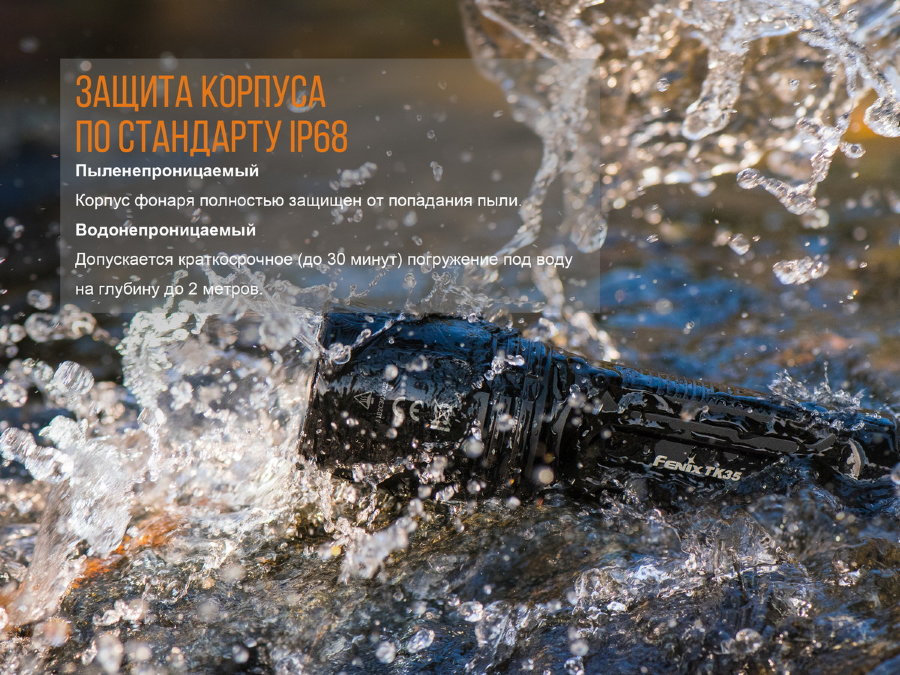 ЗАЩИТА КОРПУСА
ПО СТАНДАРТУ IP68
Пыленепроницаемый
Корпус фонаря полностью защищен от попадания пыли.
Водонепроницаемый
Допускается краткосрочное (до 30 минут) погружение под воду
на глубину до 2 метров.
CE
FENIX TK35